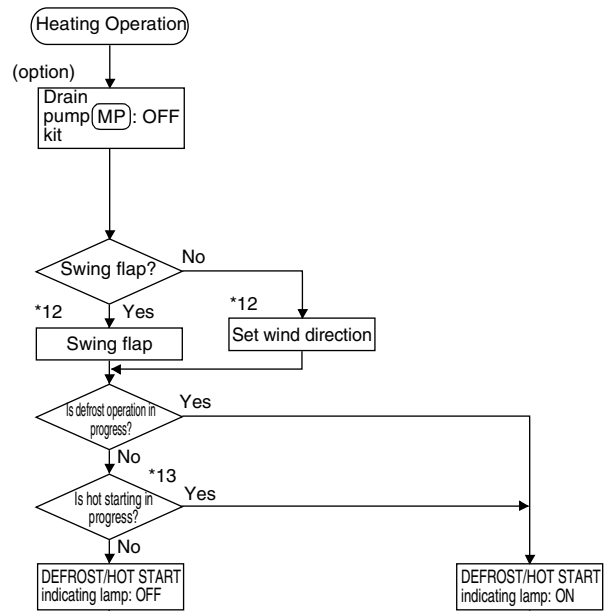 Heating Operation
(option)
Drain
pump MP : OFF
kit
Swing flap?
No
*12
Yes
*12
Swing flap
Set wind direction
Is defrost operation in
progress?
Yes
No
*13
Is hot starting in
progress?
Yes
No
DEFROST/HOT START
indicating lamp: OFF
DEFROST/HOT START
indicating lamp: ON